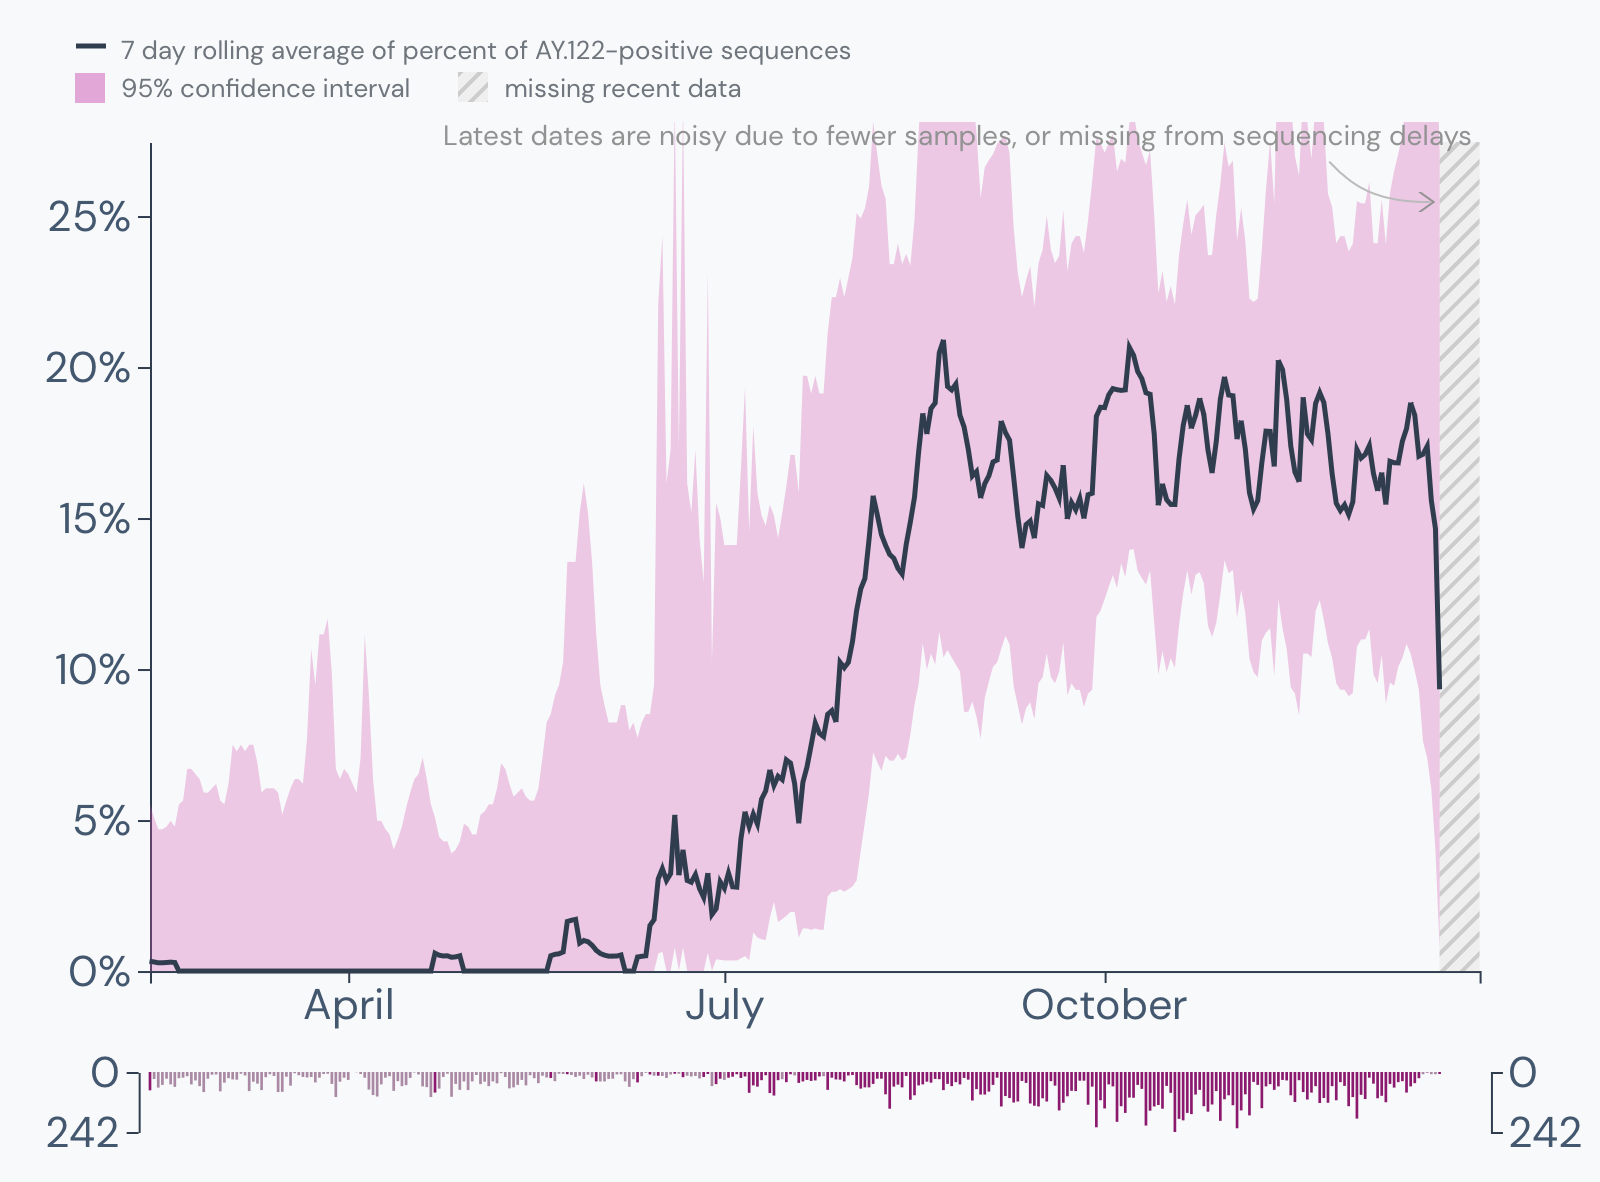 7 day rolling average of percent of AY.122-positive sequences
95% confidence interval missing recent data
Latest dates are noisy due to fewer samples, or missing from sequencing delays
25%
20%
15%
10%
5%
0%
April July October
0 0
242 242